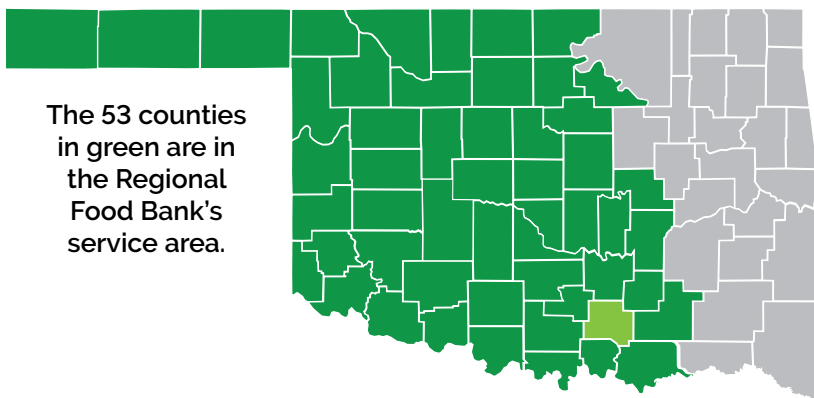 The 53 counties
in green are in
the Regional
Food Bank’s
service area.